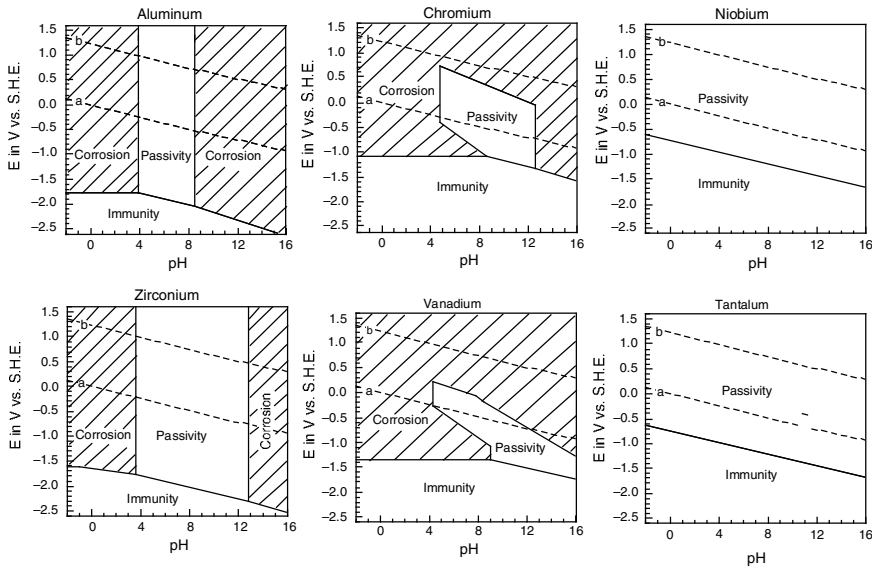 Aluminum
E in V vs. S.H.E.
1.5
1.0
0.5
0.0
−0.5
−1.0
−1.5
−2.0
−2.5
b
a
Corrosion
Passivity
Corrosion
Immunity
0 4 8 12 16
pH
Chromium
E in V vs. S.H.E.
1.5
1.0
0.5
0.0
−0.5
−1.0
−1.5
−2.0
−2.5
b
a
Corrosion
Passivity
Immunity
0 4 8 12 16
pH
Niobium
E in V vs. S.H.E.
1.5
1.0
0.5
0.0
−0.5
−1.0
−1.5
−2.0
−2.5
b
a
Passivity
Immunity
0 4 8 12 16
pH
Zirconium
E in V vs. S.H.E.
1.5
1.0
0.5
0.0
−0.5
−1.0
−1.5
−2.0
−2.5
b
a
Corrosion
Passivity
Corrosion
Immunity
0 4 8 12 16
pH
Vanadium
E in V vs. S.H.E.
1.5
1.0
0.5
0.0
−0.5
−1.0
−1.5
−2.0
−2.5
b
a
Corrosion
Passivity
Immunity
0 4 8 12 16
pH
Tantalum
E in V vs. S.H.E.
1.5
1.0
0.5
0.0
−0.5
−1.0
−1.5
−2.0
−2.5
b
a
Passivity
Immunity
0 4 8 12 16
pH